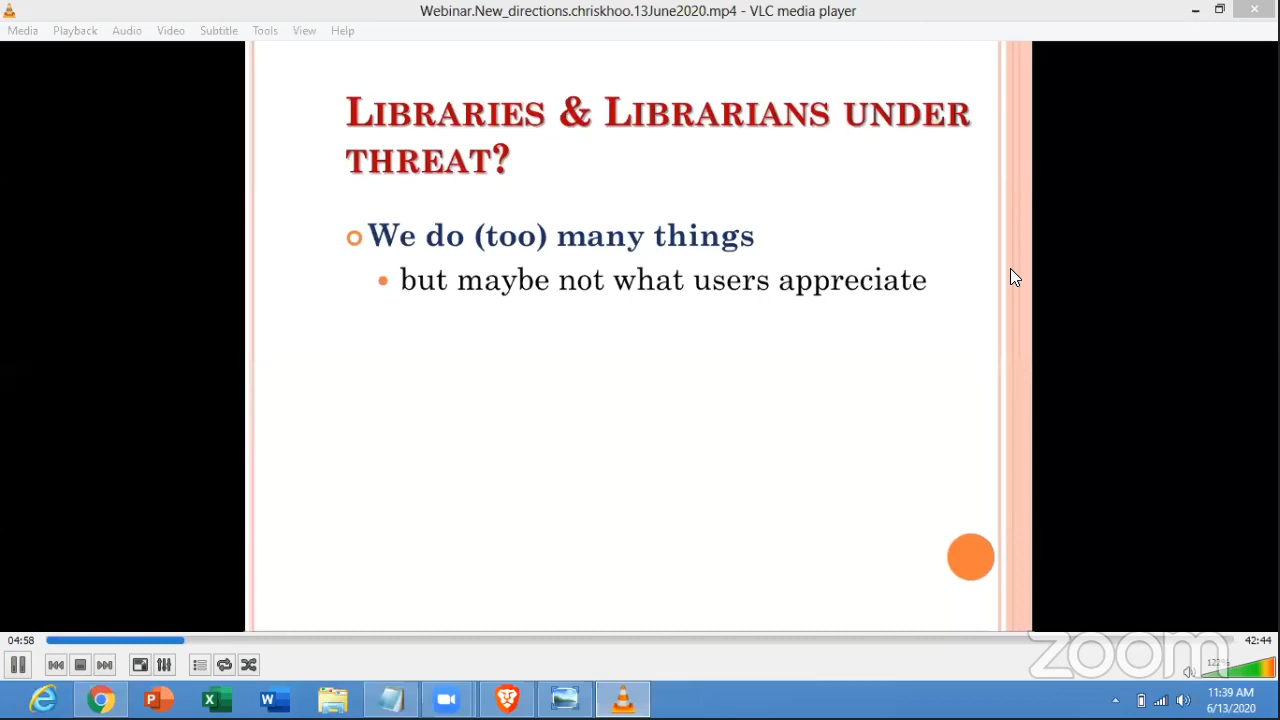 Webinar.New_directions.chriskhoo.13June2020.mp4 - VLC media player
Media Playback Audio Video Subtitle Tools View Help
LIBRARIES & LIBRARIANS UNDER
THREAT?
We do (too) many things
but maybe not what users appreciate
04:58
42:44
zoom
122%
11:39 AM
6/13/2020